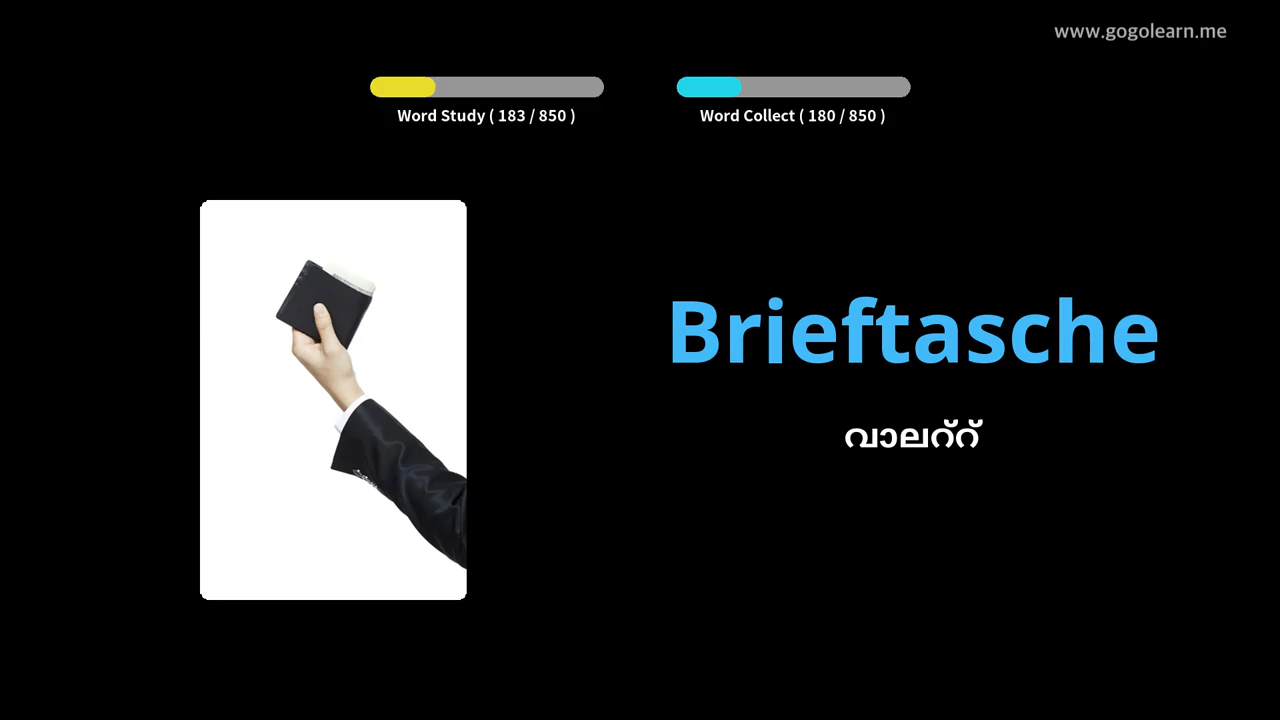 www.gogolearn.me
Word Study ( 183 / 850 )
Word Collect ( 180 / 850 )
Brieftasche
വാലറ്റ്